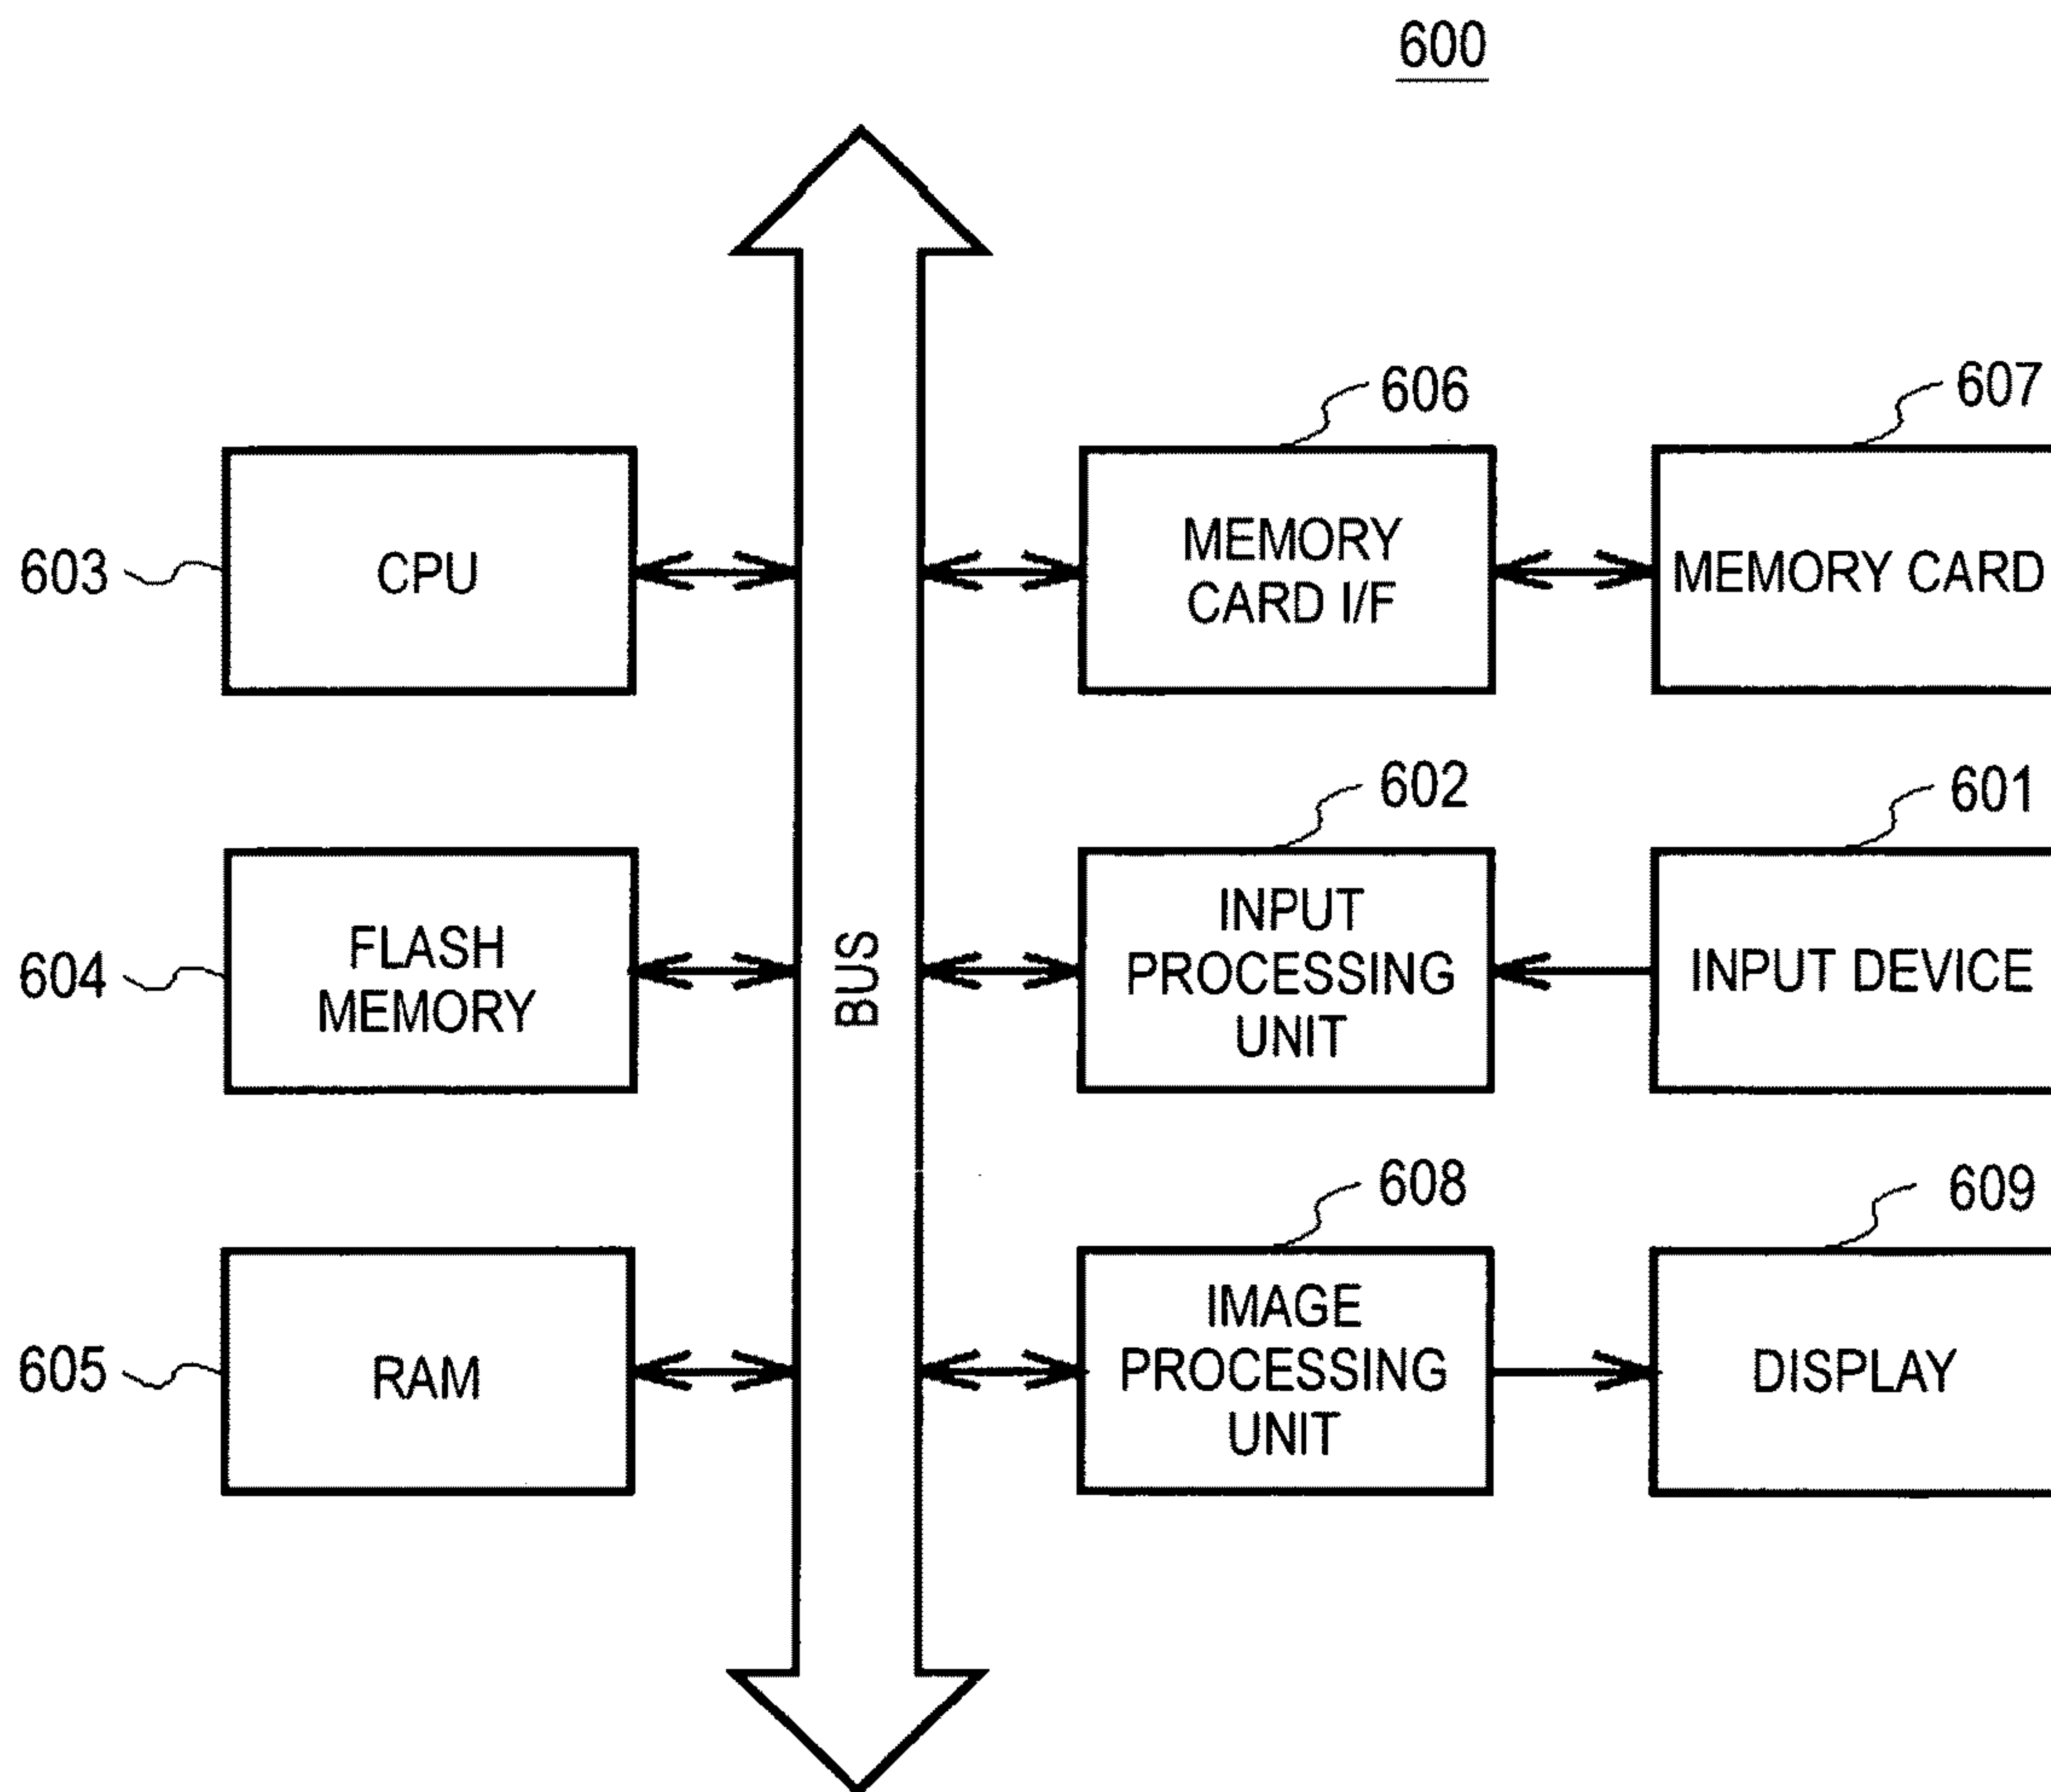 600
606
607
603
CPU
MEMORY
CARD I/F
MEMORY CARD
602
601
604
FLASH
MEMORY
BUS
INPUT
PROCESSING
UNIT
INPUT DEVICE
608
609
605
RAM
IMAGE
PROCESSING
UNIT
DISPLAY